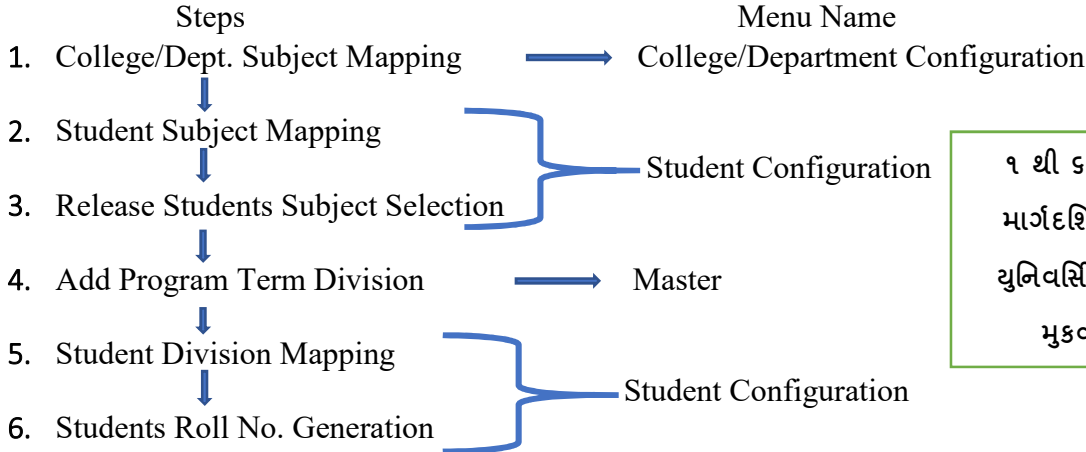 Steps Menu Name
1. College/Dept. Subject Mapping College/Department Configuration
2. Student Subject Mapping
Student Configuration
3. Release Students Subject Selection
4. Add Program Term Division Master
5. Student Division Mapping
Student Configuration
6. Students Roll No. Generation
૧ થી ૬